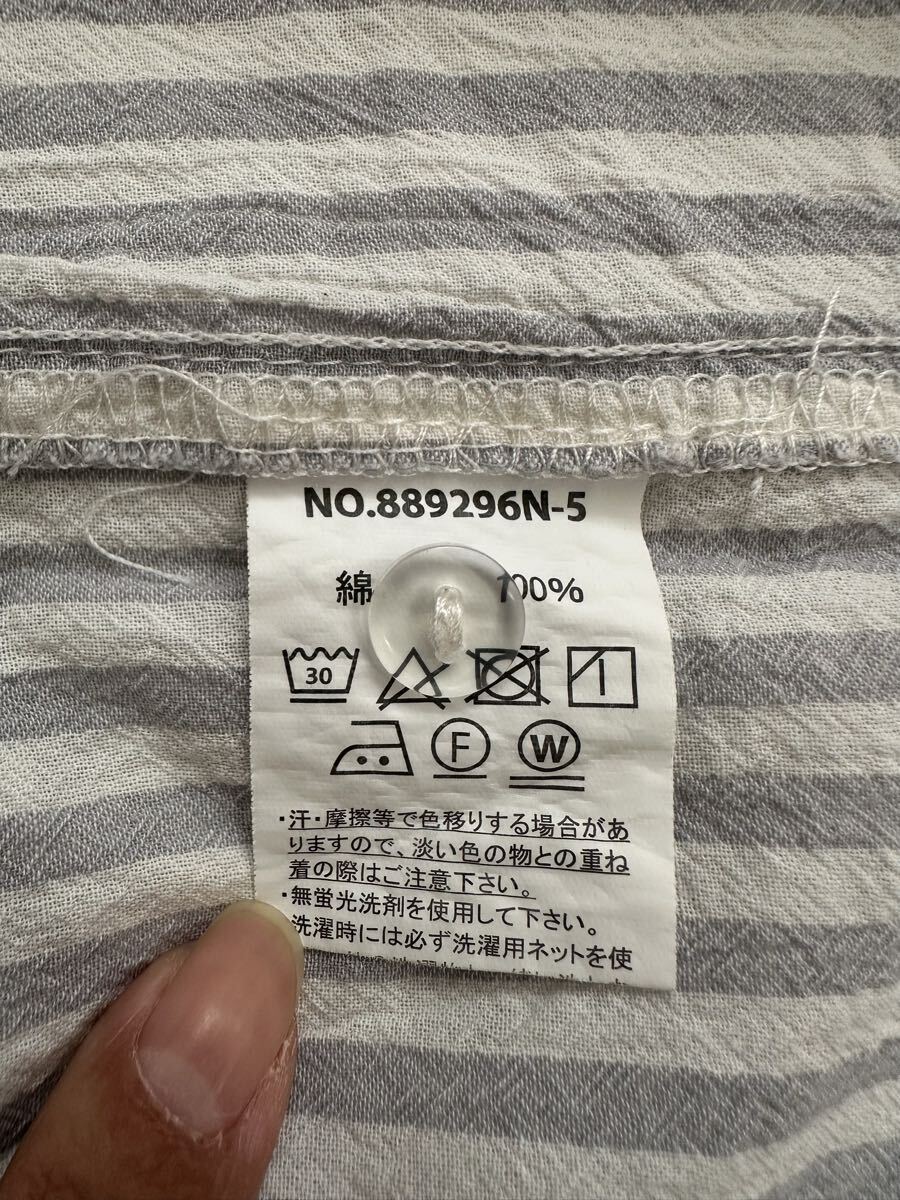 NO.889296N-5
綿 100%
30
F W
・汗・摩擦等で色移りする場合があ
りますので、淡い色の物との重ね
着の際はご注意下さい。
・無蛍光洗剤を使用して下さい。
洗濯時には必ず洗濯用ネットを使